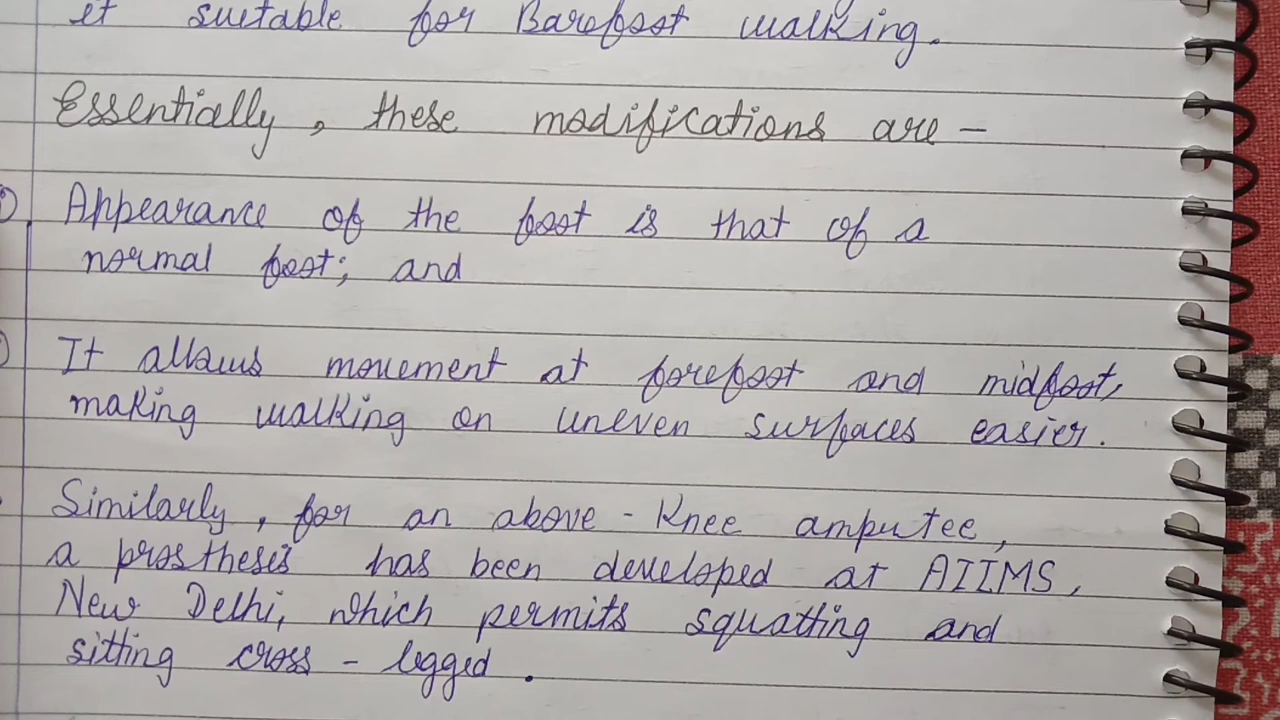 it suitable for Barefoot walking.
Essentially, these modifications are -
Appearance of the foot is that of a
normal foot; and
It allows movement at forefoot and midfoot,
making walking on uneven surfaces easier.
Similarly, for an above - Knee amputee,
a prosthesis has been developed at AIIMS,
New Delhi, which permits squatting and
sitting cross - legged.